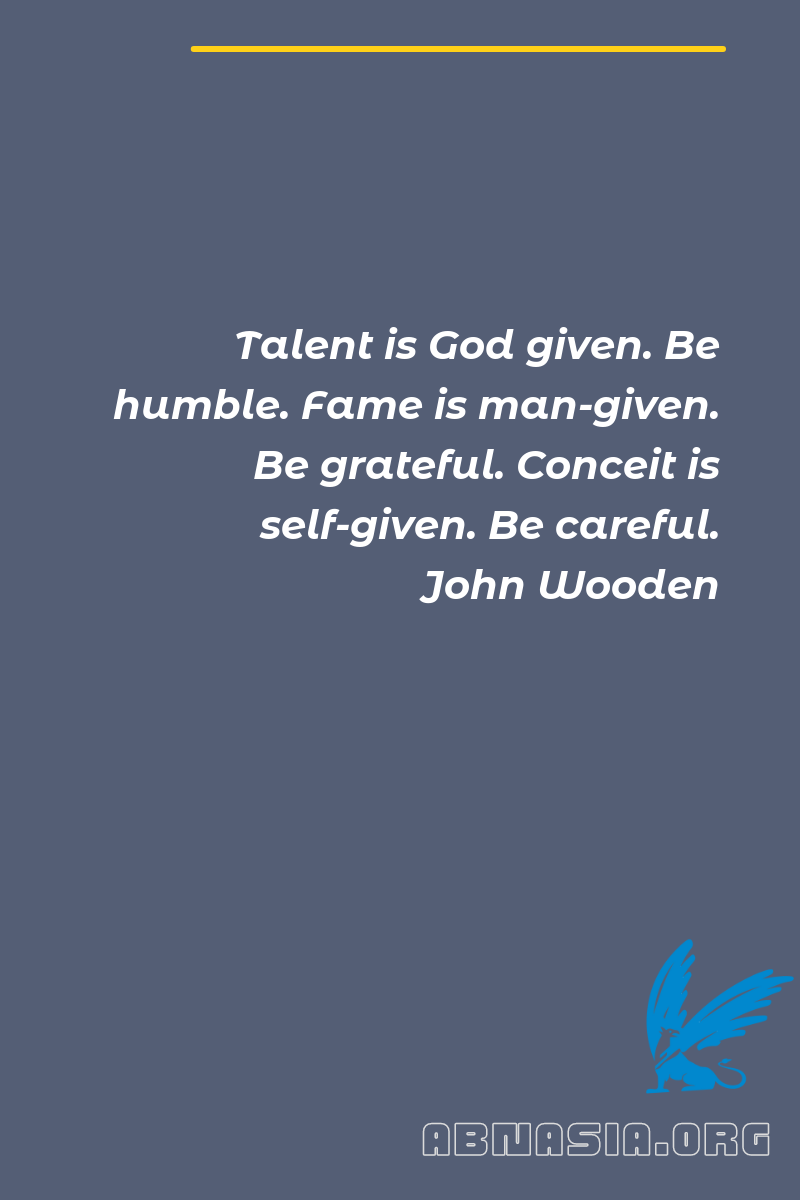 Talent is God given. Be
humble. Fame is man-given.
Be grateful. Conceit is
self-given. Be careful.
John Wooden
ABNASIA.ORG